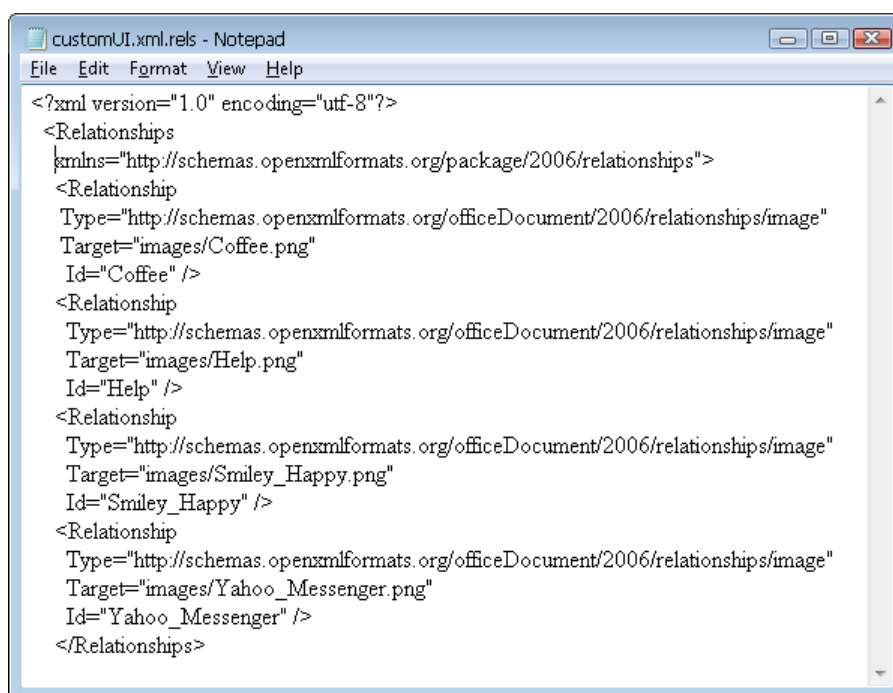 customUI.xml.rels - Notepad
File Edit Format View Help
<?xml version="1.0" encoding="utf-8"?>
<Relationships
xmlns="http://schemas.openxmlformats.org/package/2006/relationships">
<Relationship
Type="http://schemas.openxmlformats.org/officeDocument/2006/relationships/image"
Target="images/Coffee.png"
Id="Coffee" />
<Relationship
Type="http://schemas.openxmlformats.org/officeDocument/2006/relationships/image"
Target="images/Help.png"
Id="Help" />
<Relationship
Type="http://schemas.openxmlformats.org/officeDocument/2006/relationships/image"
Target="images/Smiley_Happy.png"
Id="Smiley_Happy" />
<Relationship
Type="http://schemas.openxmlformats.org/officeDocument/2006/relationships/image"
Target="images/Yahoo_Messenger.png"
Id="Yahoo_Messenger" />
</Relationships>